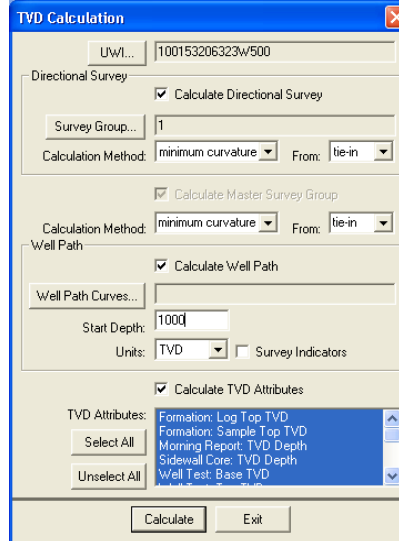 TVD Calculation
UWI... 100153206323W500
Directional Survey
Calculate Directional Survey
Survey Group... 1
Calculation Method: minimum curvature From: tie-in
Calculate Master Survey Group
Calculation Method: minimum curvature From: tie-in
Well Path
Calculate Well Path
Well Path Curves...
Start Depth: 1000
Units: TVD Survey Indicators
Calculate TVD Attributes
TVD Attributes: Formation: Log Top TVD
Formation: Sample Top TVD
Select All Morning Report: TVD Depth
Sidewall Core: TVD Depth
Unselect All Well Test: Base TVD
Calculate Exit